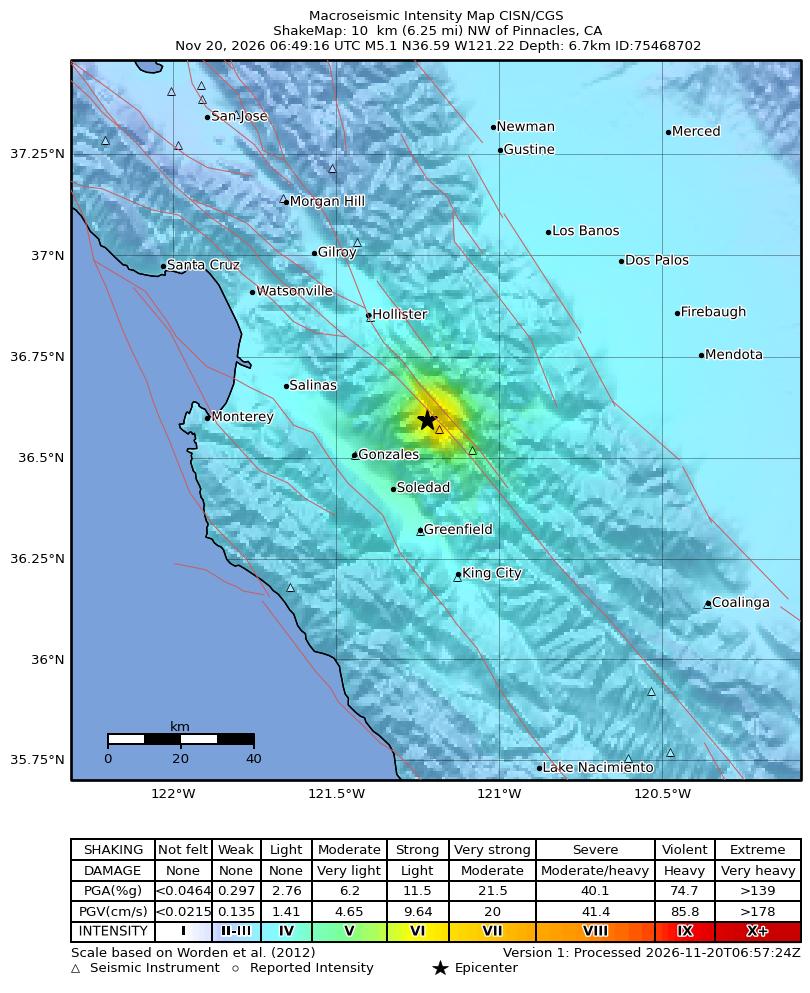 Macroseismic Intensity Map CISN/CGS
ShakeMap: 10 km (6.25 mi) NW of Pinnacles, CA
Nov 20, 2026 06:49:16 UTC M5.1 N36.59 W121.22 Depth: 6.7km ID:75468702
San Jose
Newman
Merced
Gustine
37.25°N
Morgan Hill
Los Banos
Gilroy
37°N
Santa Cruz
Dos Palos
Watsonville
Hollister
Firebaugh
36.75°N
Mendota
Salinas
Monterey
Gonzales
36.5°N
Soledad
Greenfield
36.25°N
King City
Coalinga
36°N
km
0 20 40
35.75°N
Lake Nacimiento
122°W 121.5°W 121°W 120.5°W
SHAKING Not felt Weak Light Moderate Strong Very strong Severe Violent Extreme
DAMAGE None None None Very light Light Moderate Moderate/heavy Heavy Very heavy
PGA(%g) <0.0464 0.297 2.76 6.2 11.5 21.5 40.1 74.7 >139
PGV(cm/s) <0.0215 0.135 1.41 4.65 9.64 20 41.4 85.8 >178
INTENSITY I II-III IV V VI VII VIII IX X+
Scale based on Worden et al. (2012) Version 1: Processed 2026-11-20T06:57:24Z
△ Seismic Instrument ○ Reported Intensity ★ Epicenter